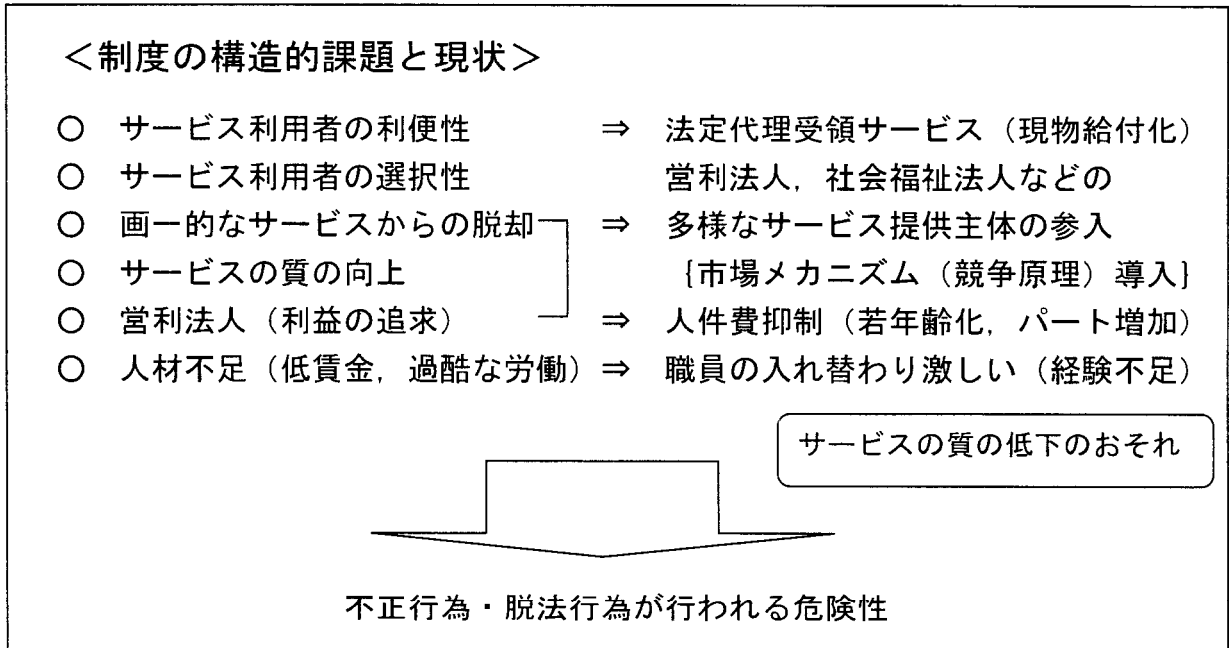 ＜制度の構造的課題と現状＞
○ サービス利用者の利便性 ⇒ 法定代理受領サービス（現物給付化）
○ サービス利用者の選択性 営利法人，社会福祉法人などの
○ 画一的なサービスからの脱却 ⇒ 多様なサービス提供主体の参入
○ サービスの質の向上 {市場メカニズム（競争原理）導入}
○ 営利法人（利益の追求） ⇒ 人件費抑制（若年齢化，パート増加）
○ 人材不足（低賃金，過酷な労働）⇒ 職員の入れ替わり激しい（経験不足）
サービスの質の低下のおそれ
不正行為・脱法行為が行われる危険性